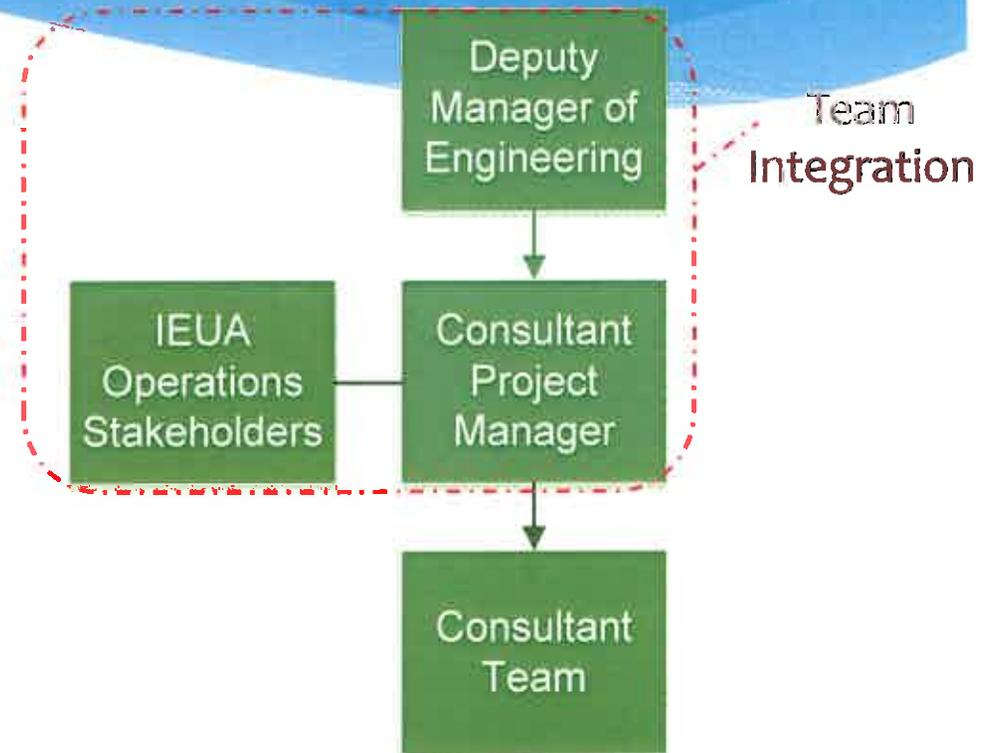 Deputy
Manager of
Engineering
Team
Integration
IEUA
Operations
Stakeholders
Consultant
Project
Manager
Consultant
Team